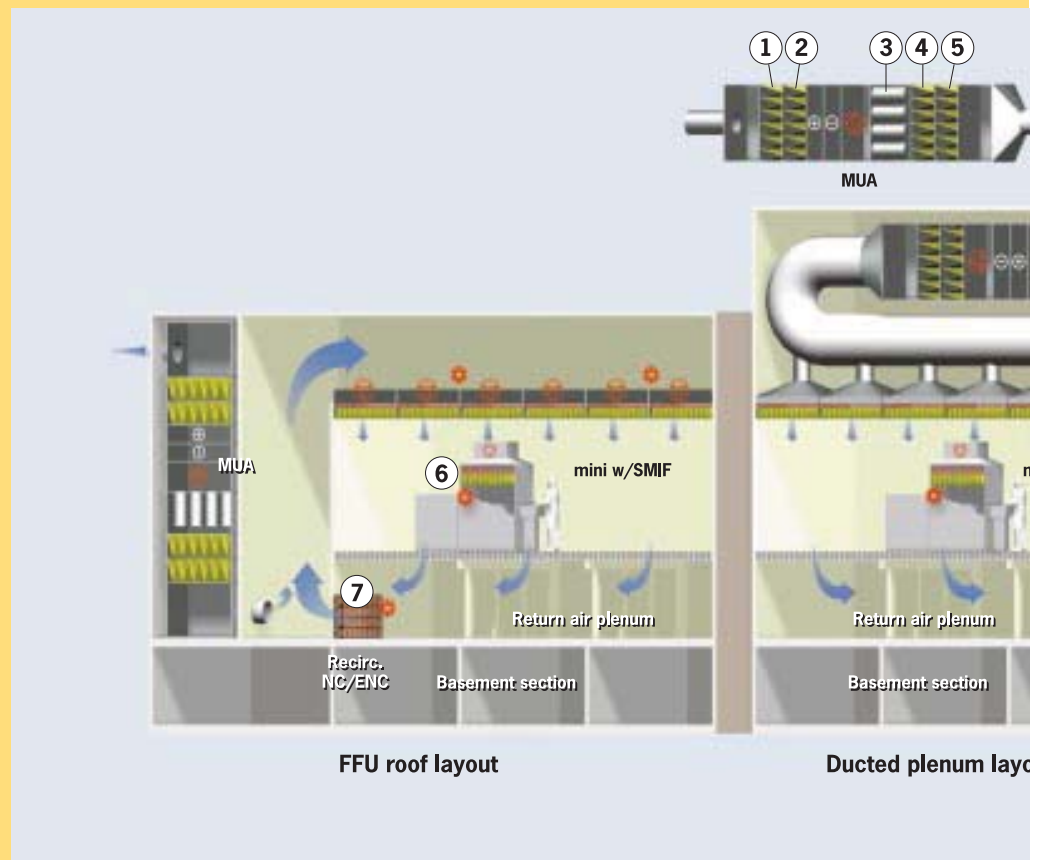 1 2 3 4 5
MUA
MUA
6
mini w/SMIF
7
Return air plenum
Return air plenum
Recirc.
NC/ENC
Basement section
Basement section
FFU roof layout
Ducted plenum layo